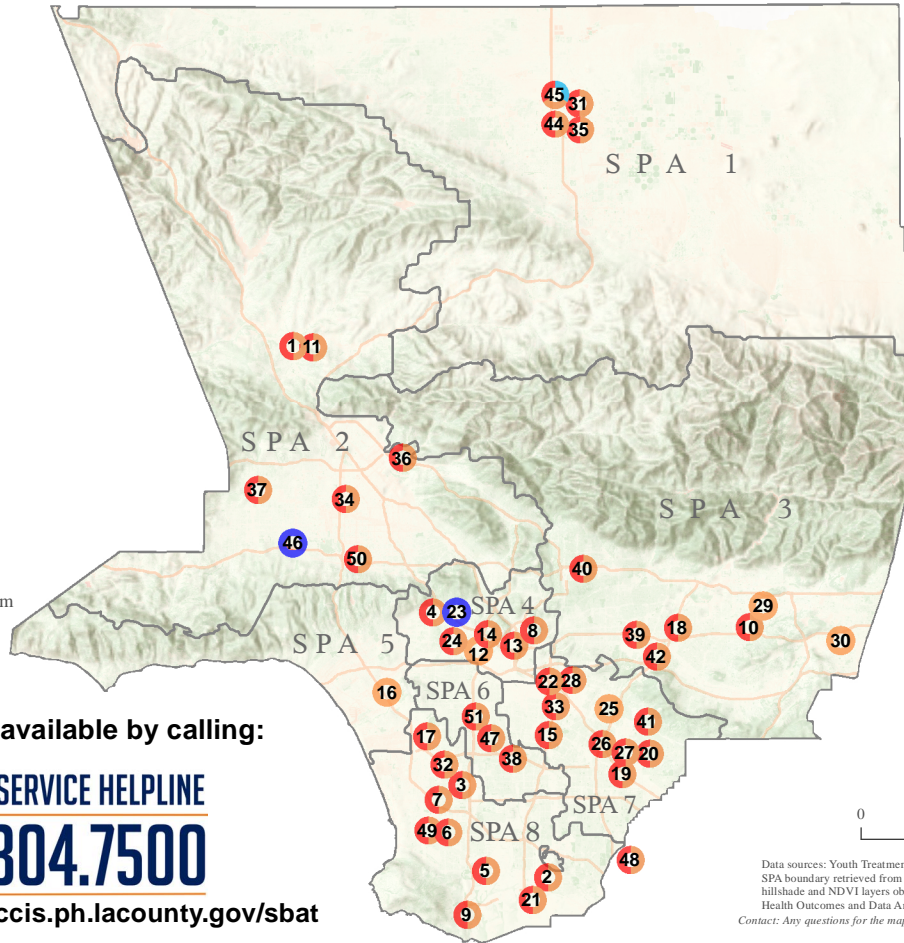 45
31
44 35
SPA 1
1 11
SPA 2
36
37
34
SPA 3
46
50
40
m
4 23 SPA 4
29
14 8
39 18 10
24
30
SPA 5
12 13
42
22 28
16
SPA 6
33
25
51
41
available by calling:
17
47
15
26
27 20
38
32
19
SERVICE HELPLINE
3
7
SPA 7
0
804.7500
49 6
SPA 8
48
5
2
Data sources: Youth Treatmen
SPA boundary retrieved from
hillshade and NDVI layers ob
21
Health Outcomes and Data An
ccis.ph.lacounty.gov/sbat
9
Contact: Any questions for the map